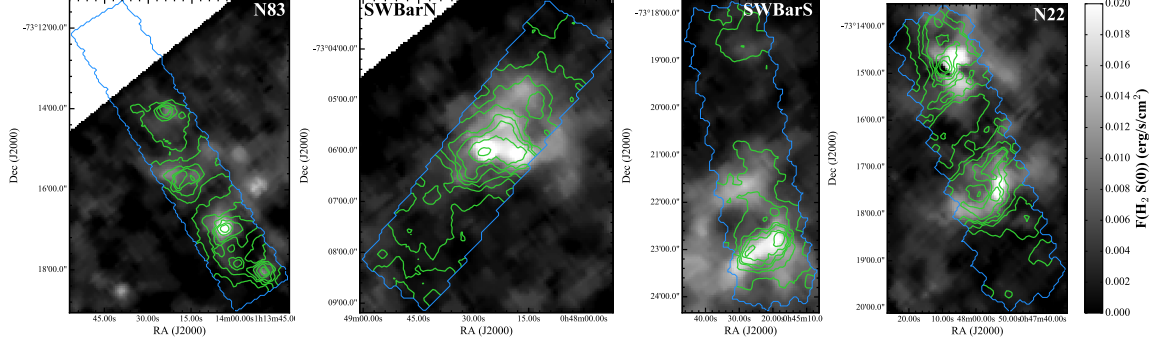 N83
-73°12'00.0"
14'00.0"
16'00.0"
18'00.0"
Dec (J2000)
45.00s 30.00s 15.00s 14m00.00s 1h13m45.00s
RA (J2000)
SWBarN
-73°04'00.0"
05'00.0"
06'00.0"
07'00.0"
08'00.0"
09'00.0"
Dec (J2000)
49m00.00s 45.00s 30.00s 15.00s 0h48m00.00s
RA (J2000)
SWBarS
-73°18'00.0"
19'00.0"
20'00.0"
21'00.0"
22'00.0"
23'00.0"
24'00.0"
Dec (J2000)
40.00s 30.00s 20.00s 0h45m10.00s
RA (J2000)
N22
-73°14'00.0"
15'00.0"
16'00.0"
17'00.0"
18'00.0"
19'00.0"
20'00.0"
Dec (J2000)
20.00s 10.00s 48m00.00s 50.00s 0h47m40.00s
RA (J2000)
0.020
0.018
0.016
0.014
0.012
0.010
0.008
0.006
0.004
0.002
0.000
F(H₂ S(0)) (erg/s/cm²)